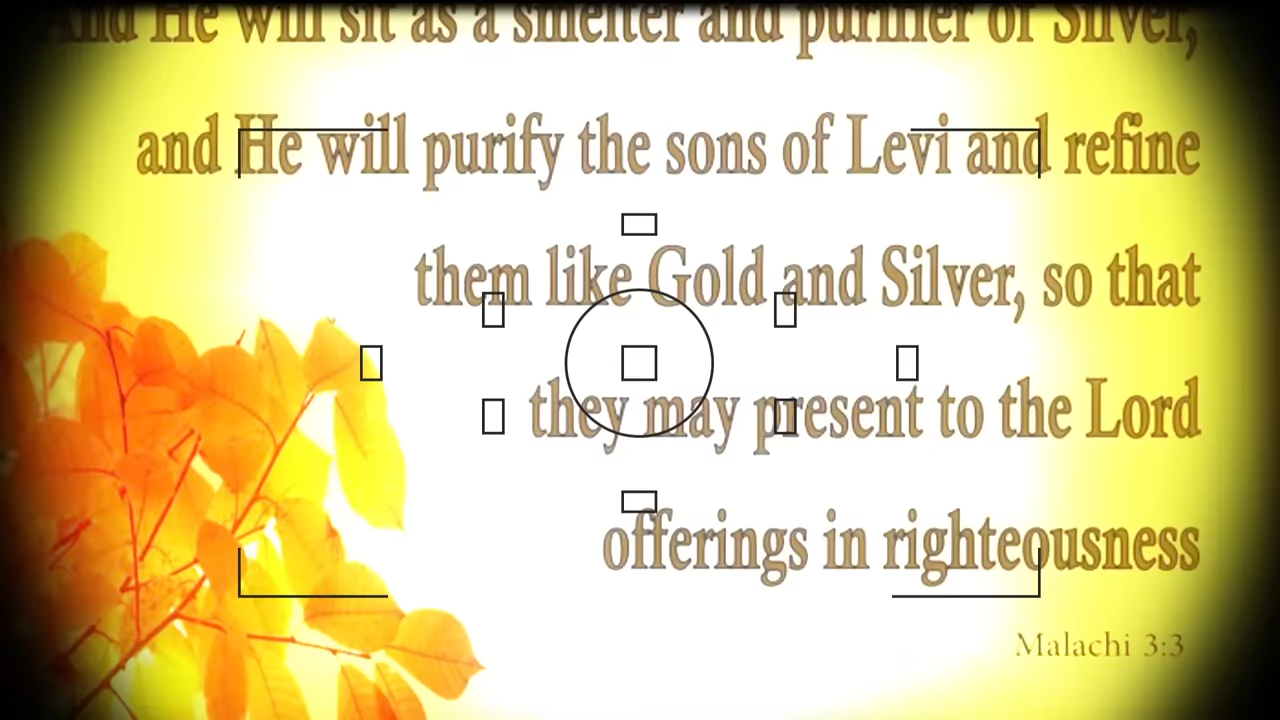 And He will sit as a smelter and purifier of Silver,
and He will purify the sons of Levi and refine
them like Gold and Silver, so that
they may present to the Lord
offerings in righteousness
Malachi 3:3